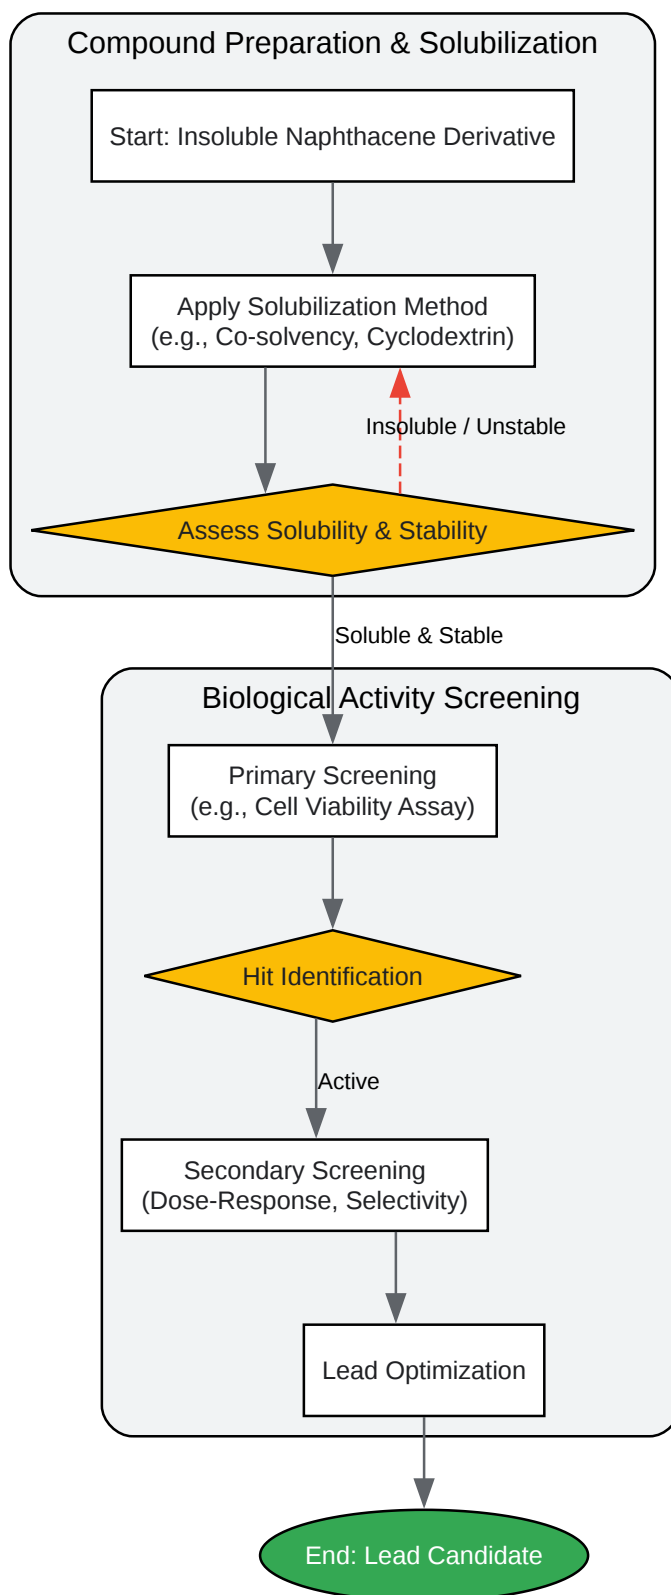 Compound Preparation & Solubilization
Start: Insoluble Naphthacene Derivative
Apply Solubilization Method
(e.g., Co-solvency, Cyclodextrin)
Insoluble / Unstable
Assess Solubility & Stability
Soluble & Stable
Biological Activity Screening
Primary Screening
(e.g., Cell Viability Assay)
Hit Identification
Active
Secondary Screening
(Dose-Response, Selectivity)
Lead Optimization
End: Lead Candidate